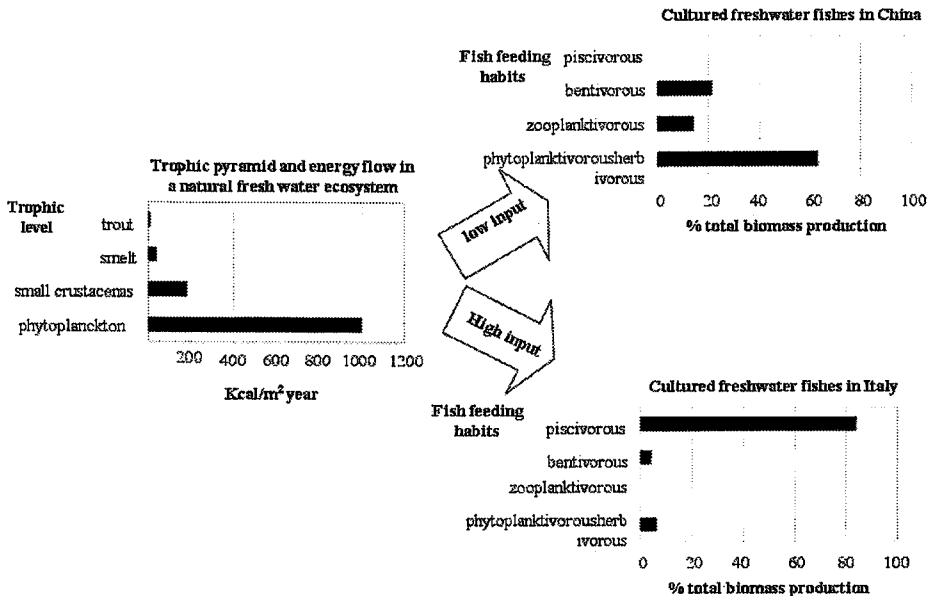 Cultured freshwater fishes in China
Fish feeding
habits
piscivorous
bentivorous
zooplanktivorous
phytoplanktivorousherb
ivorous
0 20 40 60 80 100
% total biomass production
Trophic pyramid and energy flow in
a natural fresh water ecosystem
Trophic
level
trout
smelt
small crustacenas
phytoplanckton
200 400 600 800 1000 1200
Kcal/m² year
low input
High input
Cultured freshwater fishes in Italy
Fish feeding
habits
piscivorous
bentivorous
zooplanktivorous
phytoplanktivorousherb
ivorous
0 20 40 60 80 100
% total biomass production